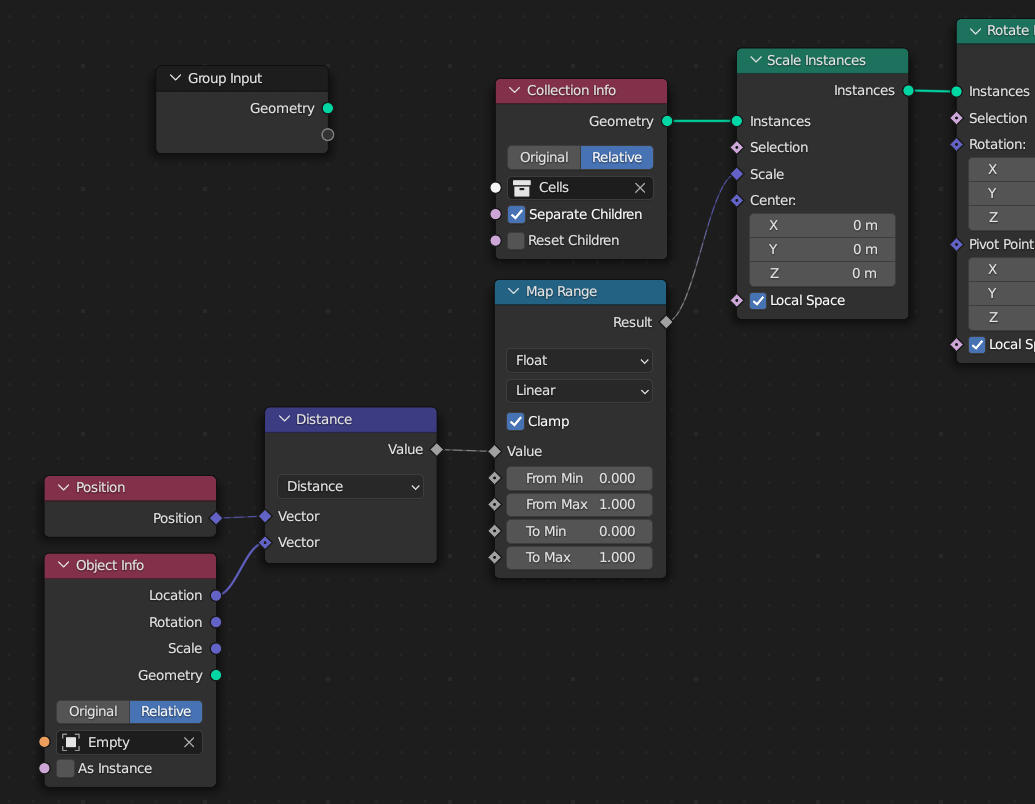 Group Input
Geometry
Collection Info
Geometry
Original Relative
Cells
Separate Children
Reset Children
Scale Instances
Instances
Instances
Selection
Scale
Center:
X 0 m
Y 0 m
Z 0 m
Local Space
Rotate
Instances
Selection
Rotation:
X
Y
Z
Pivot Point
X
Y
Z
Local
Map Range
Result
Float
Linear
Clamp
Value
From Min 0.000
From Max 1.000
To Min 0.000
To Max 1.000
Distance
Value
Distance
Vector
Vector
Position
Position
Object Info
Location
Rotation
Scale
Geometry
Original Relative
Empty
As Instance